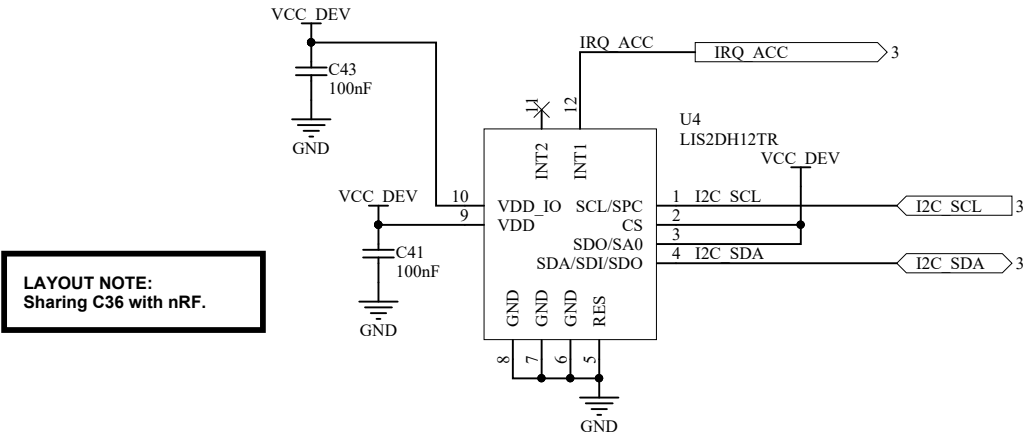 VCC_DEV
C43
100nF
GND
IRQ_ACC
IRQ_ACC
3
11
12
U4
LIS2DH12TR
VCC_DEV
INT2
INT1
VCC_DEV
10
9
VDD_IO
VDD
SCL/SPC
CS
SDO/SA0
SDA/SDI/SDO
1
2
3
4
I2C_SCL
I2C_SCL
3
I2C_SDA
I2C_SDA
3
C41
100nF
GND
LAYOUT NOTE:
Sharing C36 with nRF.
GND
GND
GND
RES
8
7
6
5
GND